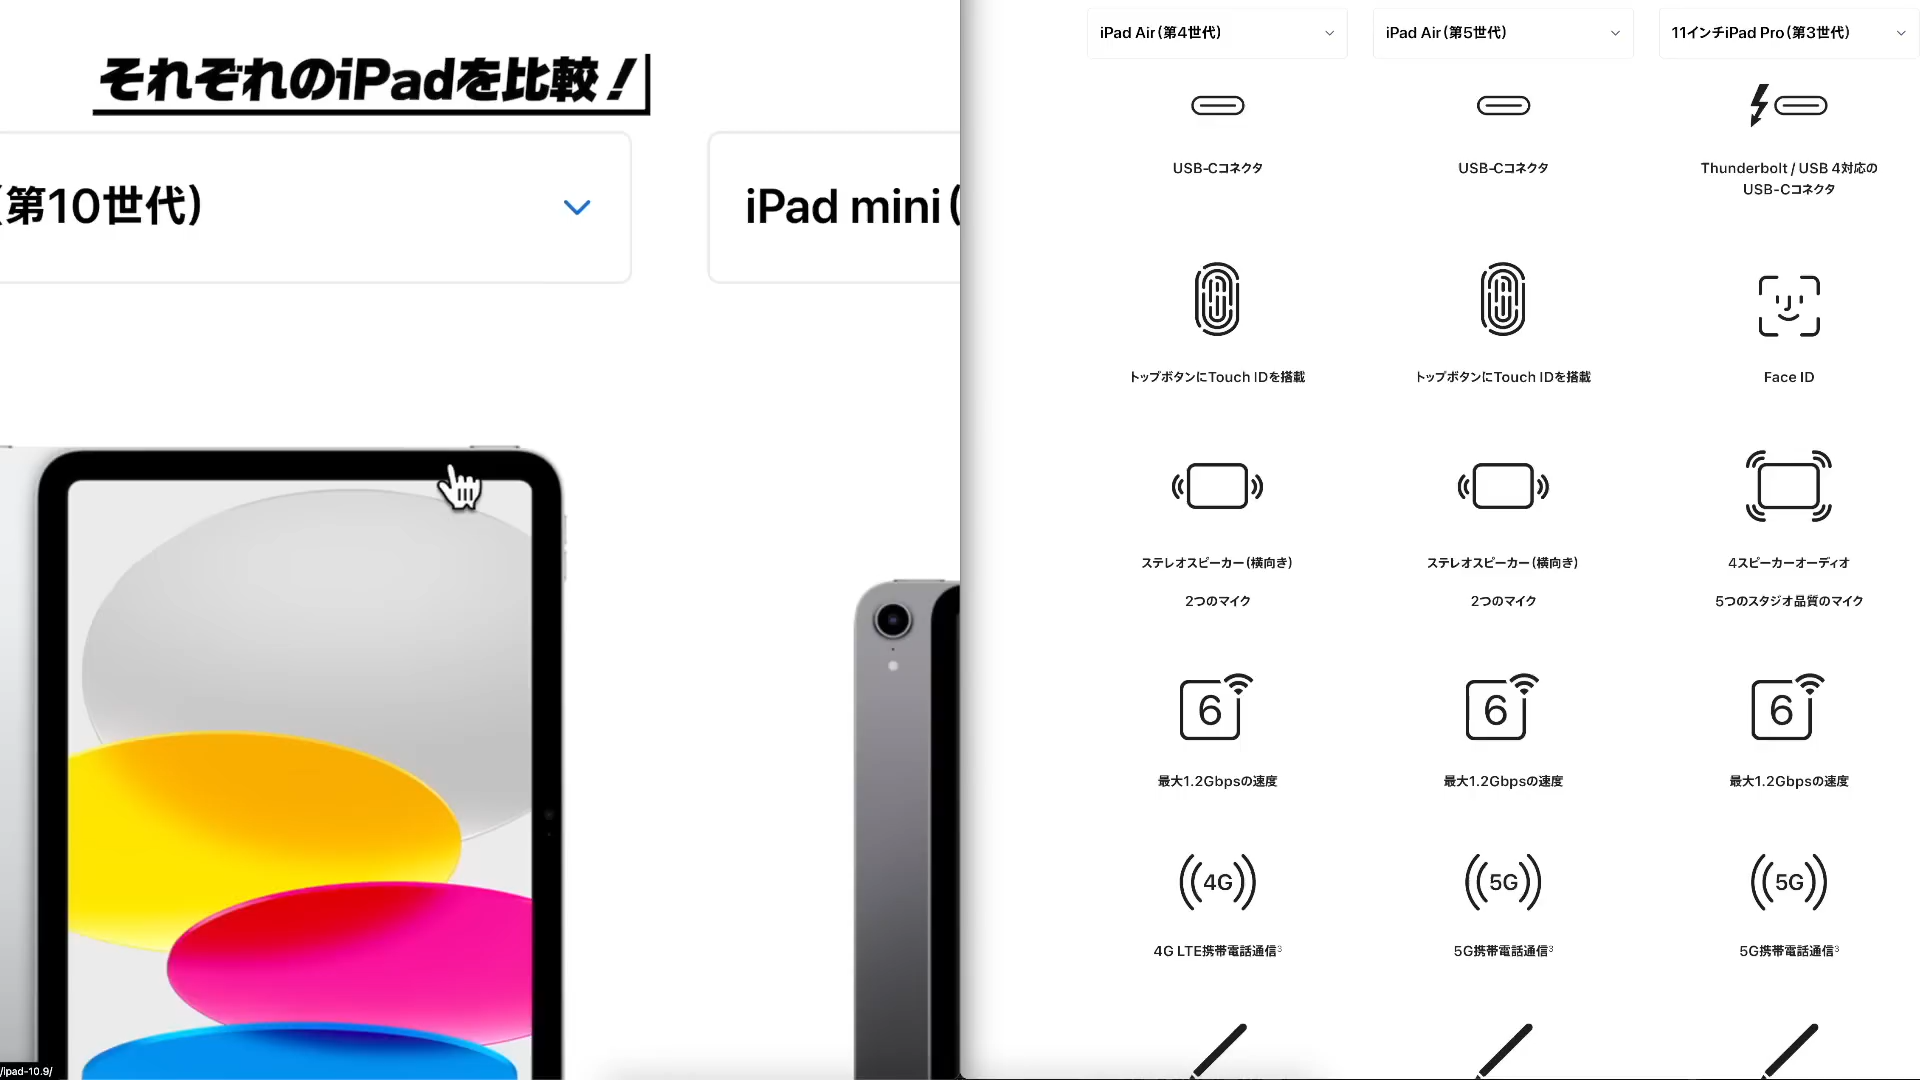 それぞれのiPadを比較！
(第10世代)
iPad mini (
/ipad-10.9/
iPad Air(第4世代)
iPad Air(第5世代)
11インチiPad Pro(第3世代)
USB-Cコネクタ
USB-Cコネクタ
Thunderbolt / USB 4対応の
USB-Cコネクタ
トップボタンにTouch IDを搭載
トップボタンにTouch IDを搭載
Face ID
ステレオスピーカー(横向き)
ステレオスピーカー(横向き)
4スピーカーオーディオ
2つのマイク
2つのマイク
5つのスタジオ品質のマイク
6
6
6
最大1.2Gbpsの速度
最大1.2Gbpsの速度
最大1.2Gbpsの速度
4G
5G
5G
4G LTE携帯電話通信3
5G携帯電話通信3
5G携帯電話通信3